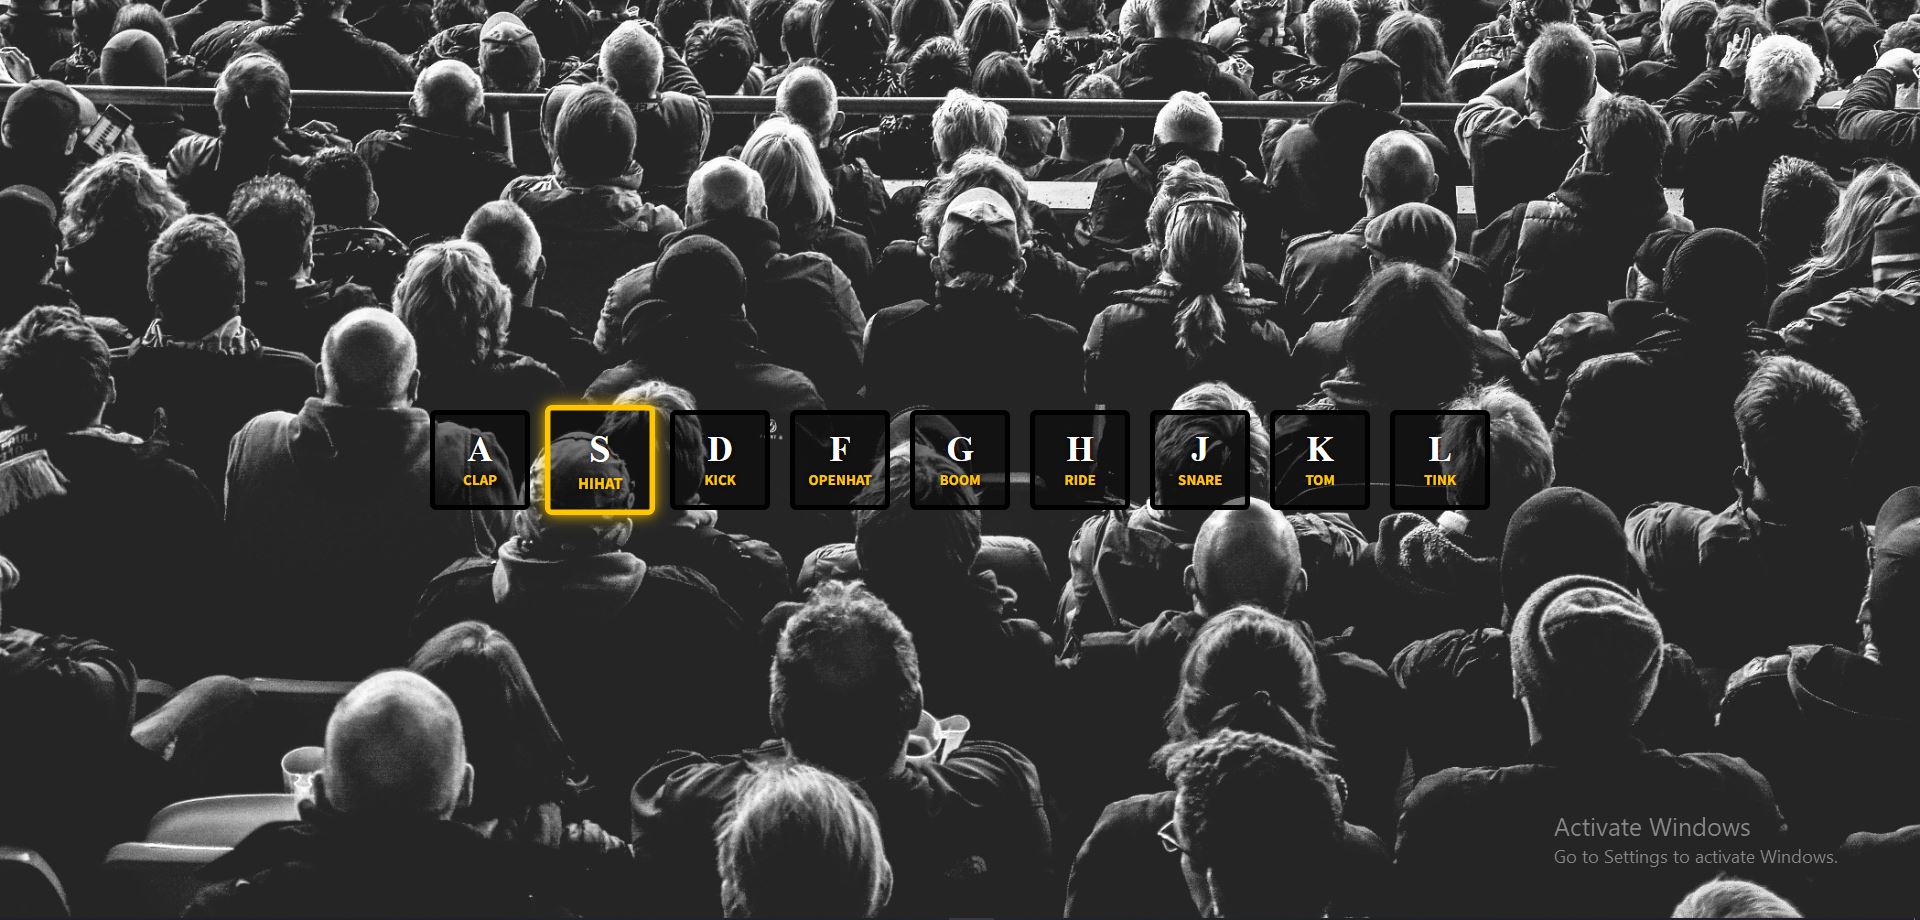 A S D F G H J K L
CLAP HIHAT KICK OPENHAT BOOM RIDE SNARE TOM TINK
Activate Windows
Go to Settings to activate Windows.